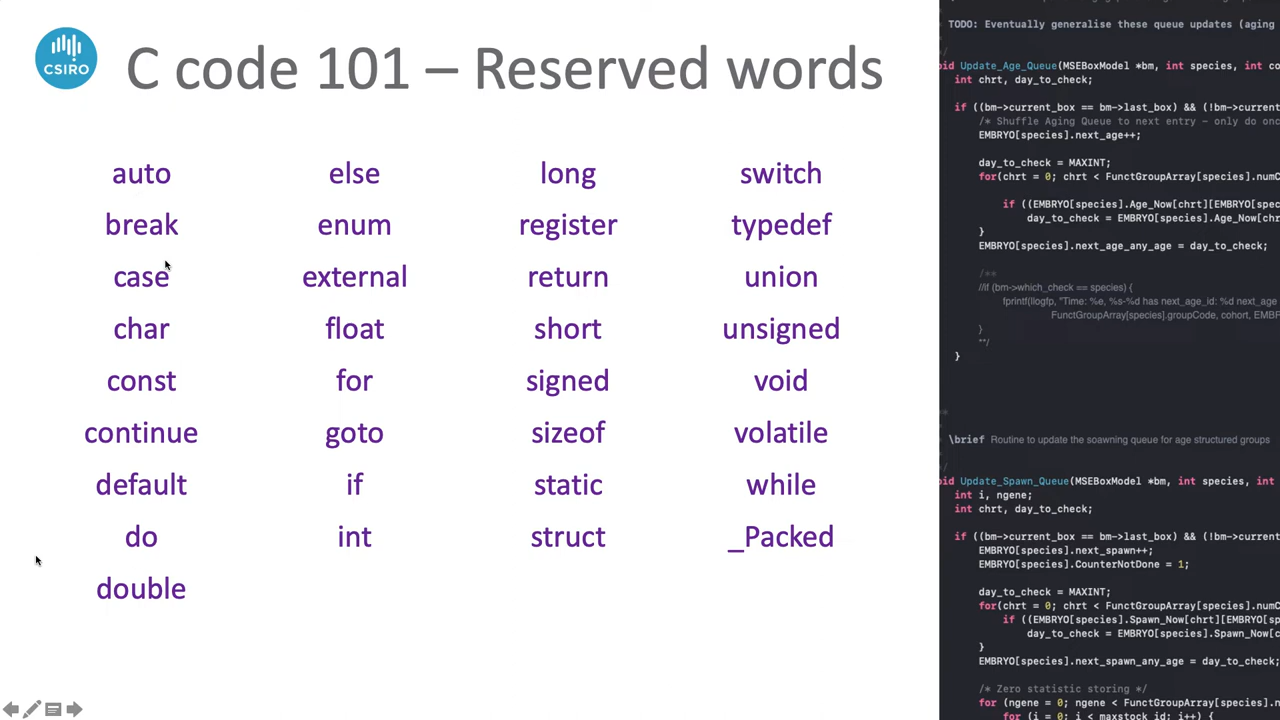 CSIRO
C code 101 – Reserved words
auto else long switch
break enum register typedef
case external return union
char float short unsigned
const for signed void
continue goto sizeof volatile
default if static while
do int struct _Packed
double
TODO: Eventually generalise these queue updates (aging
*/
oid Update_Age_Queue(MSEBoxModel *bm, int species, int co
int chrt, day_to_check;
if ((bm->current_box == bm->last_box) && (!bm->curren
/* Shuffle Aging Queue to next entry – only do onc
EMBRYO[species].next_age++;
day_to_check = MAXINT;
for(chrt = 0; chrt < FunctGroupArray[species].numC
if ((EMBRYO[species].Age_Now[chrt][EMBRYO[spe
day_to_check = EMBRYO[species].Age_Now[chr
}
EMBRYO[species].next_age_any_age = day_to_check;
/**
//if (bm->which_check == species) {
fprintf(llogfp, "Time: %e, %s-%d has next_age_id: %d next_age
FunctGroupArray[species].groupCode, cohort, EMBR
}
**/
}
\brief Routine to update the soawning queue for age structured groups
*/
oid Update_Spawn_Queue(MSEBoxModel *bm, int species, int
int i, ngene;
int chrt, day_to_check;
if ((bm->current_box == bm->last_box) && (!bm->curren
EMBRYO[species].next_spawn++;
EMBRYO[species].CounterNotDone = 1;
day_to_check = MAXINT;
for(chrt = 0; chrt < FunctGroupArray[species].numC
if ((EMBRYO[species].Spawn_Now[chrt][EMBRYO[sp
day_to_check = EMBRYO[species].Spawn_Now[c
}
EMBRYO[species].next_spawn_any_age = day_to_check;
/* Zero statistic storing */
for (ngene = 0; ngene < FunctGroupArray[species].n
for (i = 0; i < maxstock_id; i++) {